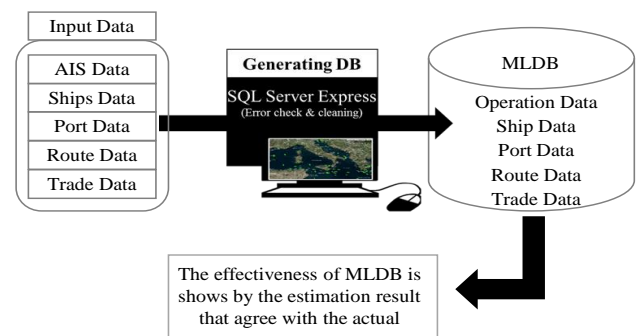 Input Data
AIS Data
Ships Data
Port Data
Route Data
Trade Data
Generating DB
SQL Server Express
(Error check & cleaning)
MLDB
Operation Data
Ship Data
Port Data
Route Data
Trade Data
The effectiveness of MLDB is
shows by the estimation result
that agree with the actual